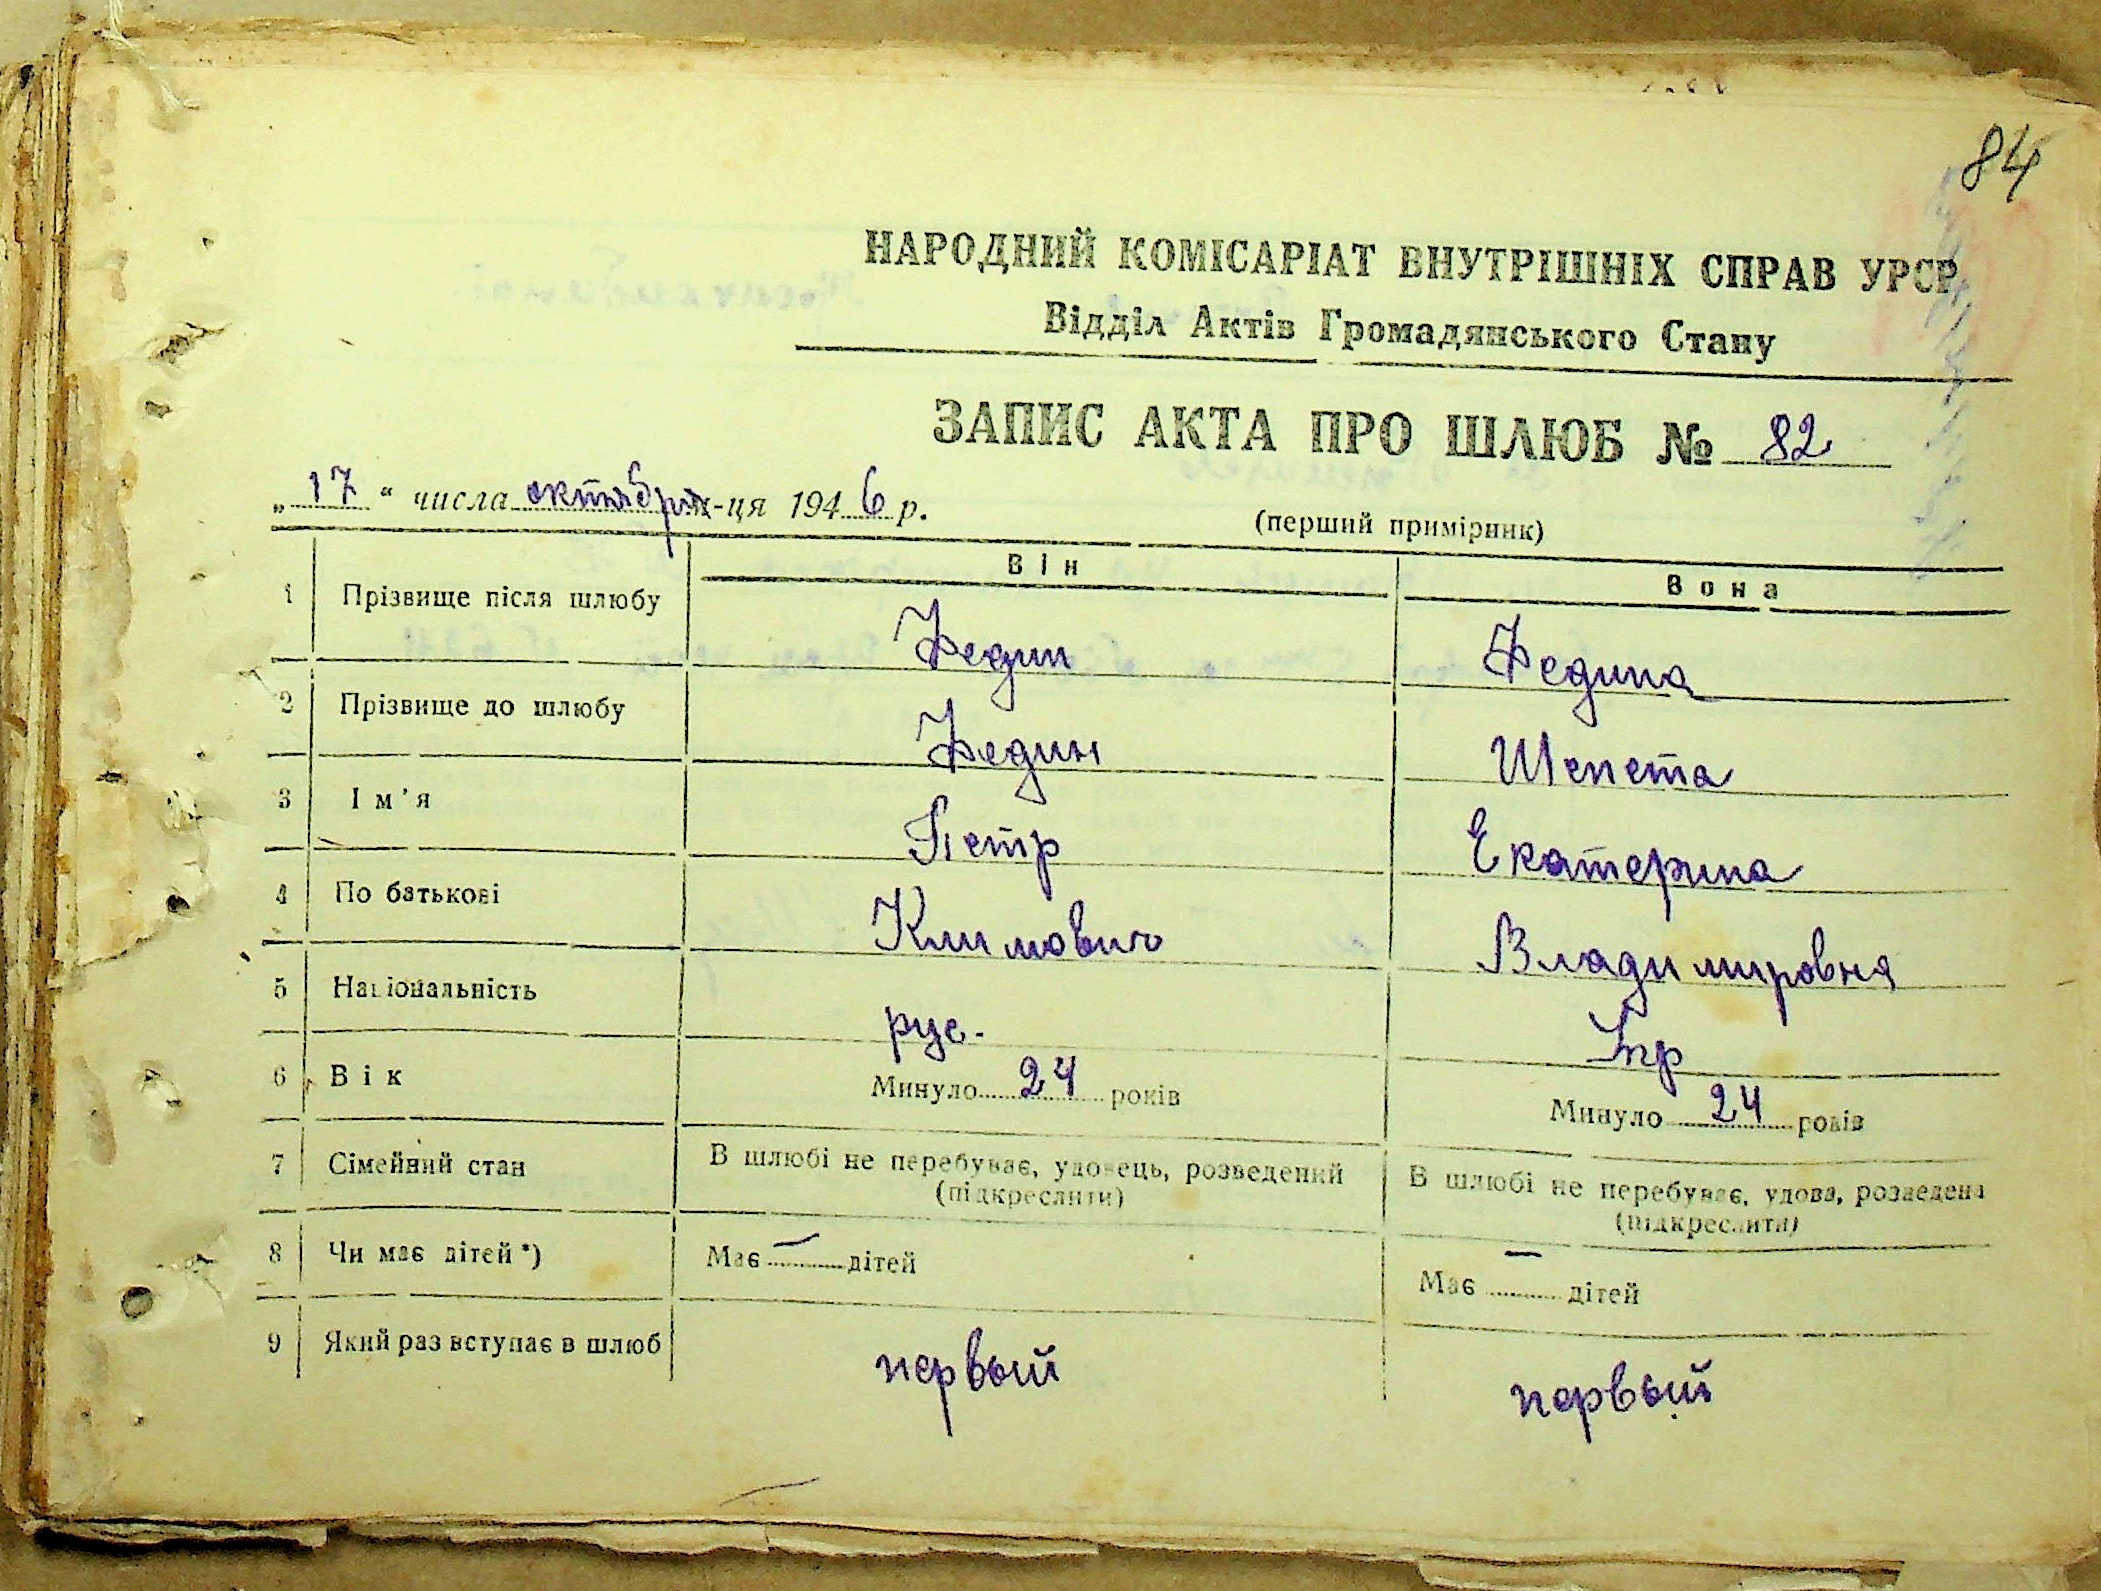 84
НАРОДНИЙ КОМІСАРІАТ ВНУТРІШНІХ СПРАВ УРСР
Відділ Актів Громадянського Стану
ЗАПИС АКТА ПРО ШЛЮБ № 82
„17“ числа октября-ця 1946 р.
(перший примірник)
Він Вона
1 Прізвище після шлюбу Федин Федина
2 Прізвище до шлюбу Федин Шепета
3 Ім’я Петр Екатерина
4 По батькові Климович Владимировна
5 Національність рус. Укр
6 Вік Минуло 24 років Минуло 24 років
7 Сімейний стан В шлюбі не перебуває, удовець, розведений В шлюбі не перебуває, удова, розведена
(підкреслити) (підкреслити)
8 Чи має дітей *) Має — дітей Має — дітей
9 Який раз вступає в шлюб первый первый